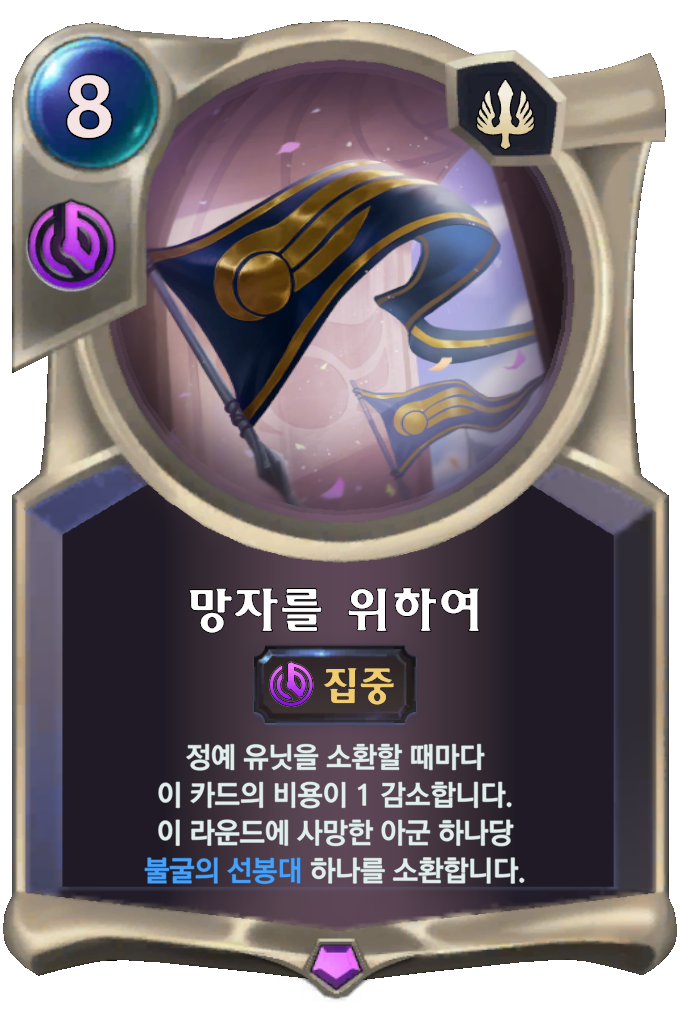 8
망자를 위하여
집중
정예 유닛을 소환할 때마다
이 카드의 비용이 1 감소합니다.
이 라운드에 사망한 아군 하나당
불굴의 선봉대 하나를 소환합니다.